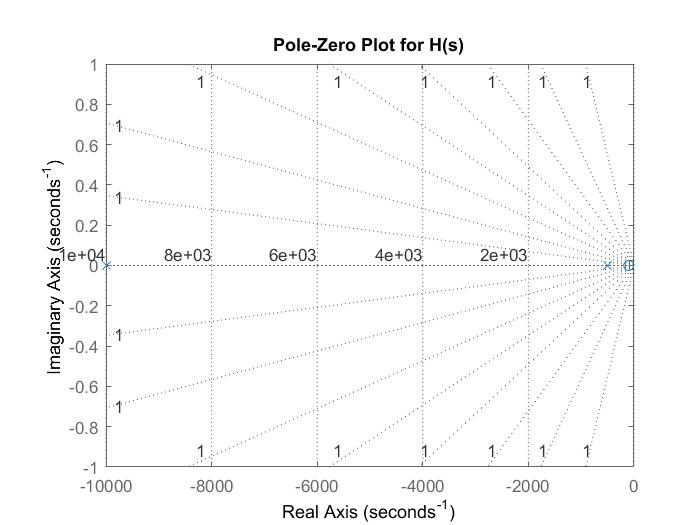 Pole-Zero Plot for H(s)
1
0.8
0.6
0.4
0.2
0
-0.2
-0.4
-0.6
-0.8
-1
Imaginary Axis (seconds-1)
1 1 1 1 1 1
1
1
1e+04 8e+03 6e+03 4e+03 2e+03
1
1
1 1 1 1 1 1
-10000 -8000 -6000 -4000 -2000 0
Real Axis (seconds-1)